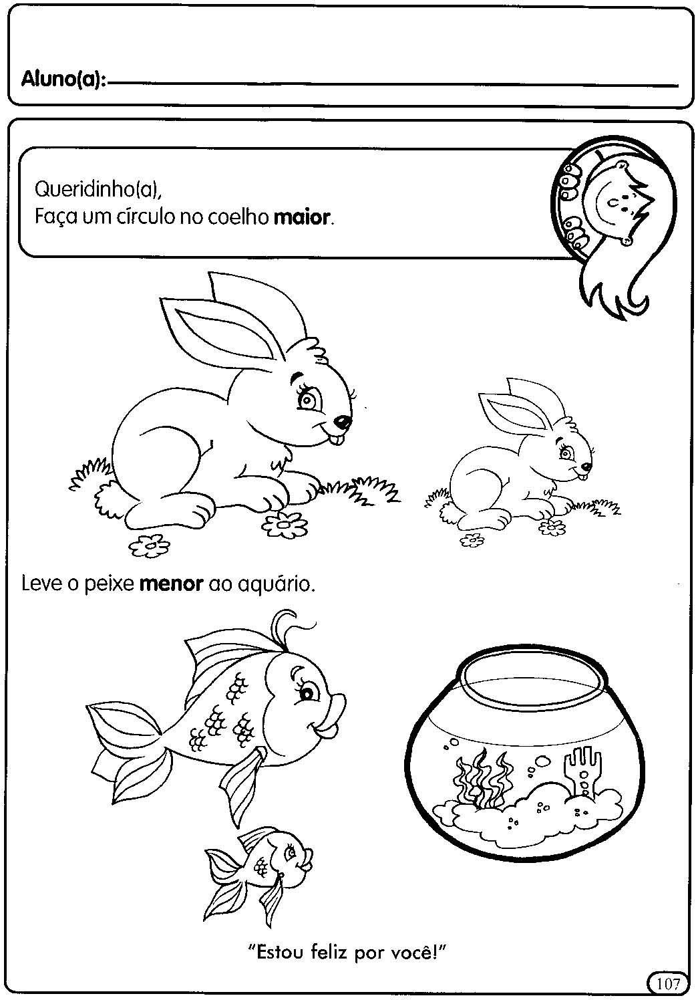 Aluno(a):
Queridinho(a),
Faça um círculo no coelho maior.
Leve o peixe menor ao aquário.
"Estou feliz por você!"
107